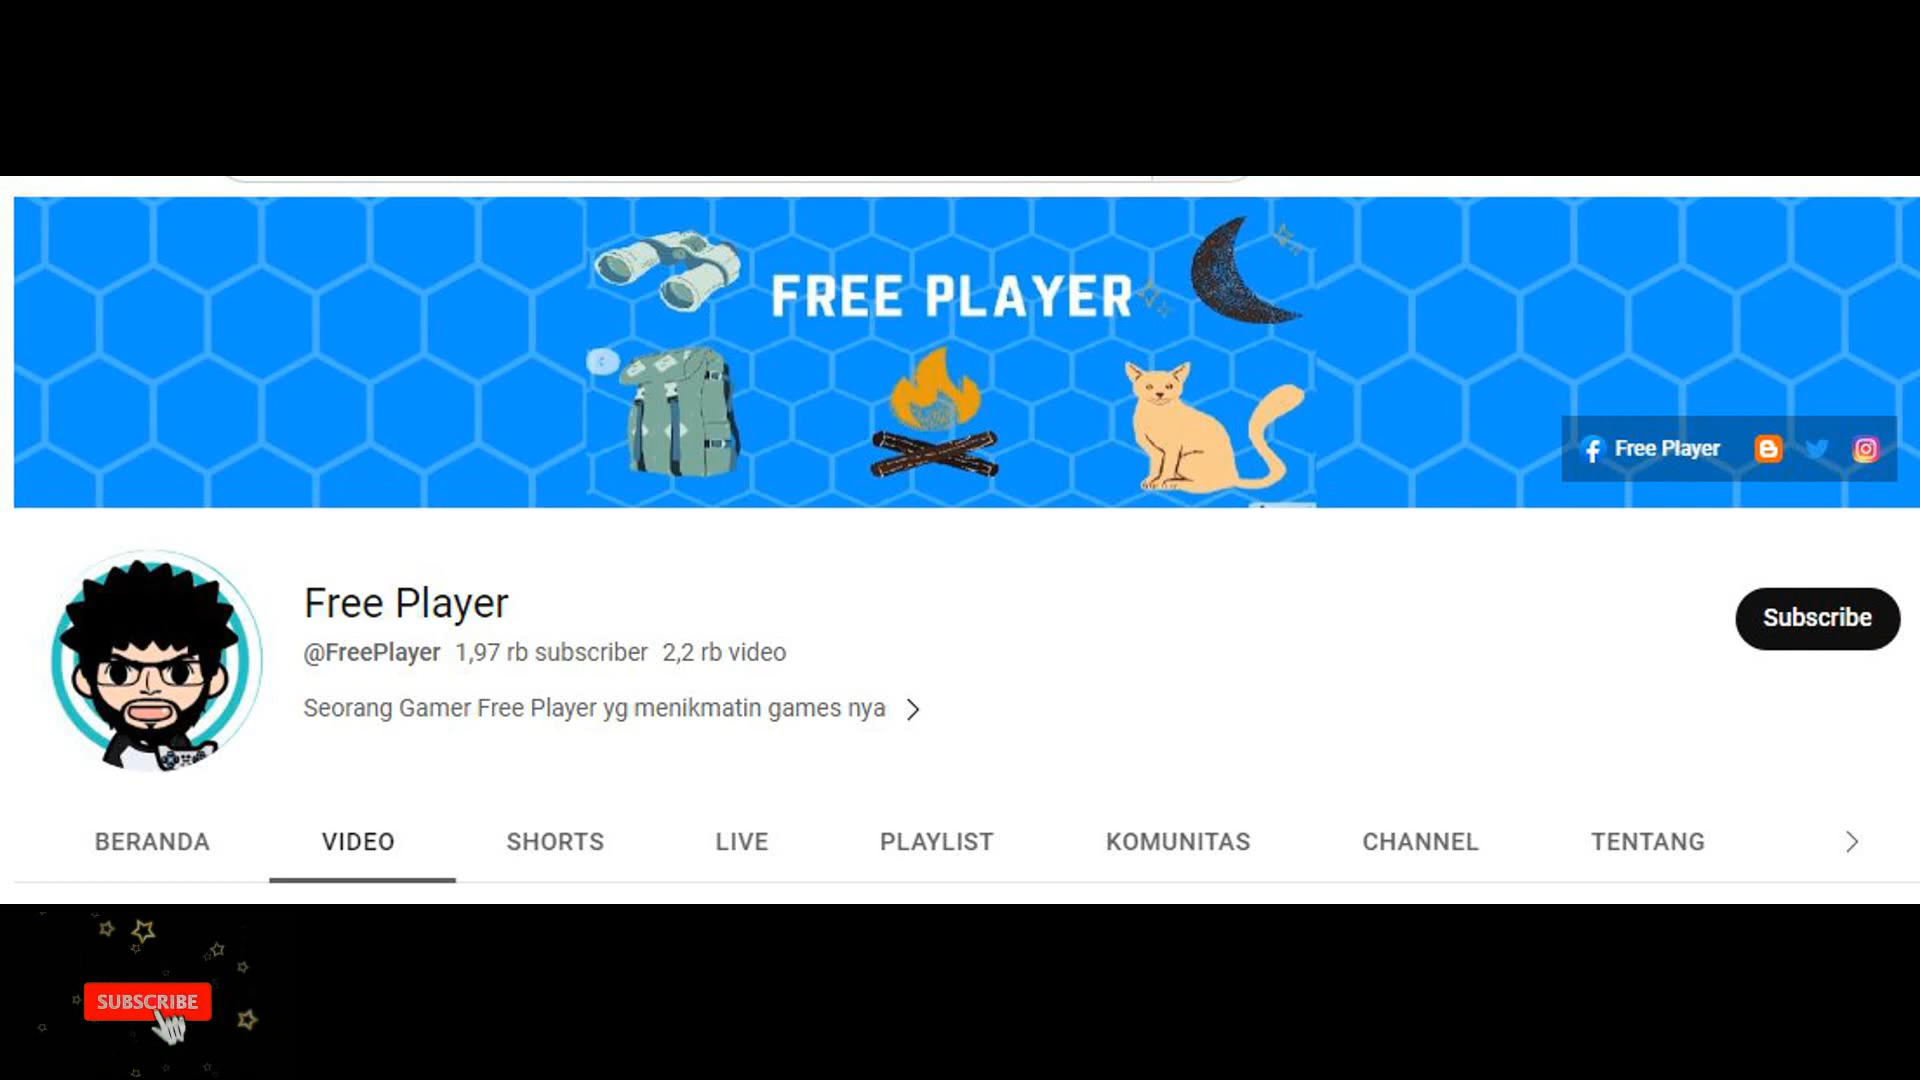 FREE PLAYER
Free Player
Free Player
@FreePlayer 1,97 rb subscriber 2,2 rb video
Subscribe
Seorang Gamer Free Player yg menikmatin games nya
BERANDA VIDEO SHORTS LIVE PLAYLIST KOMUNITAS CHANNEL TENTANG
SUBSCRIBE